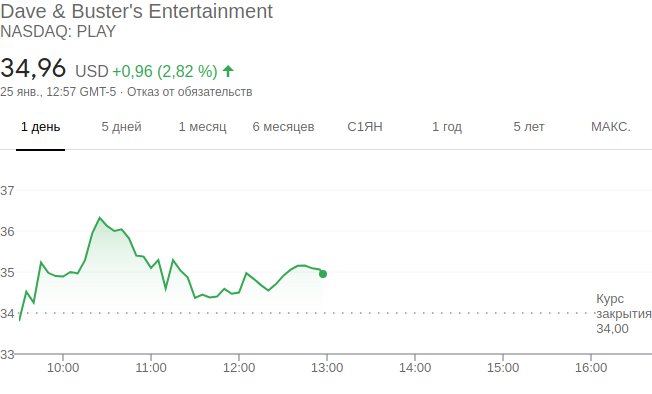 Dave & Buster's Entertainment
NASDAQ: PLAY
34,96 USD +0,96 (2,82 %)
25 янв., 12:57 GMT-5 · Отказ от обязательств
1 день 5 дней 1 месяц 6 месяцев С1ЯН 1 год 5 лет МАКС.
37
36
35
34
33
Курс
закрытия
34,00
10:00 11:00 12:00 13:00 14:00 15:00 16:00